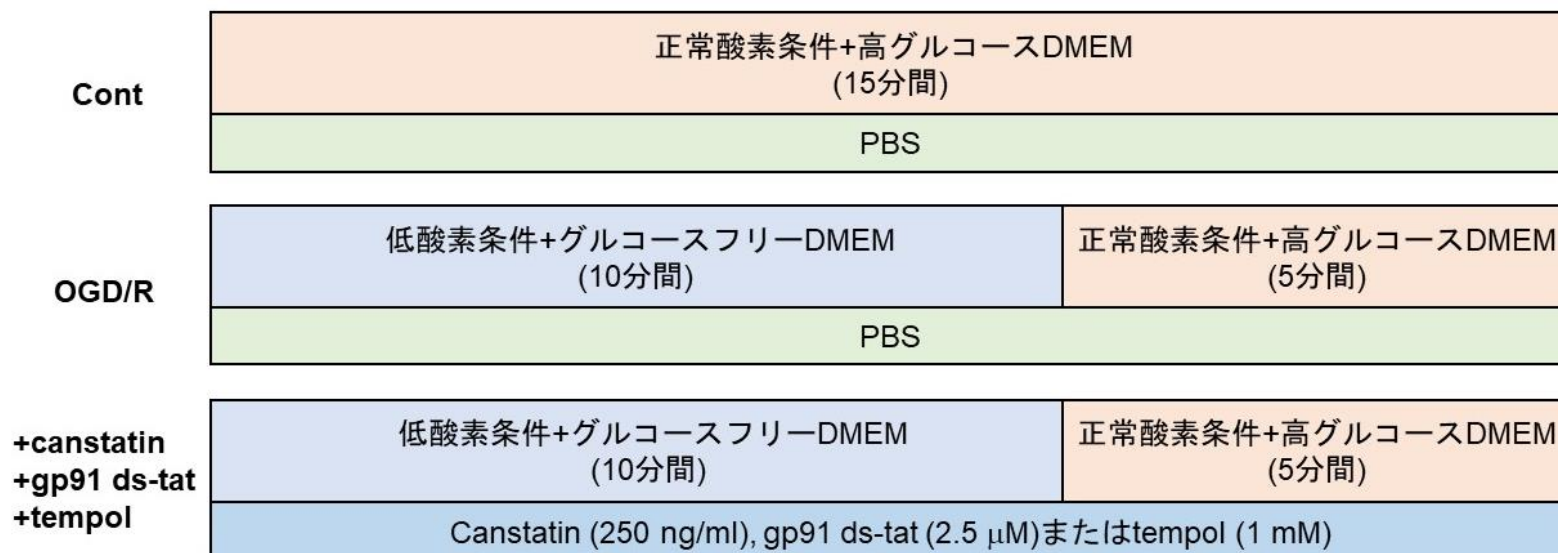 Cont
正常酸素条件+高グルコースDMEM
(15分間)
PBS
OGD/R
低酸素条件+グルコースフリーDMEM
(10分間)
正常酸素条件+高グルコースDMEM
(5分間)
PBS
+canstatin
+gp91 ds-tat
+tempol
低酸素条件+グルコースフリーDMEM
(10分間)
正常酸素条件+高グルコースDMEM
(5分間)
Canstatin (250 ng/ml), gp91 ds-tat (2.5 μM)またはtempol (1 mM)